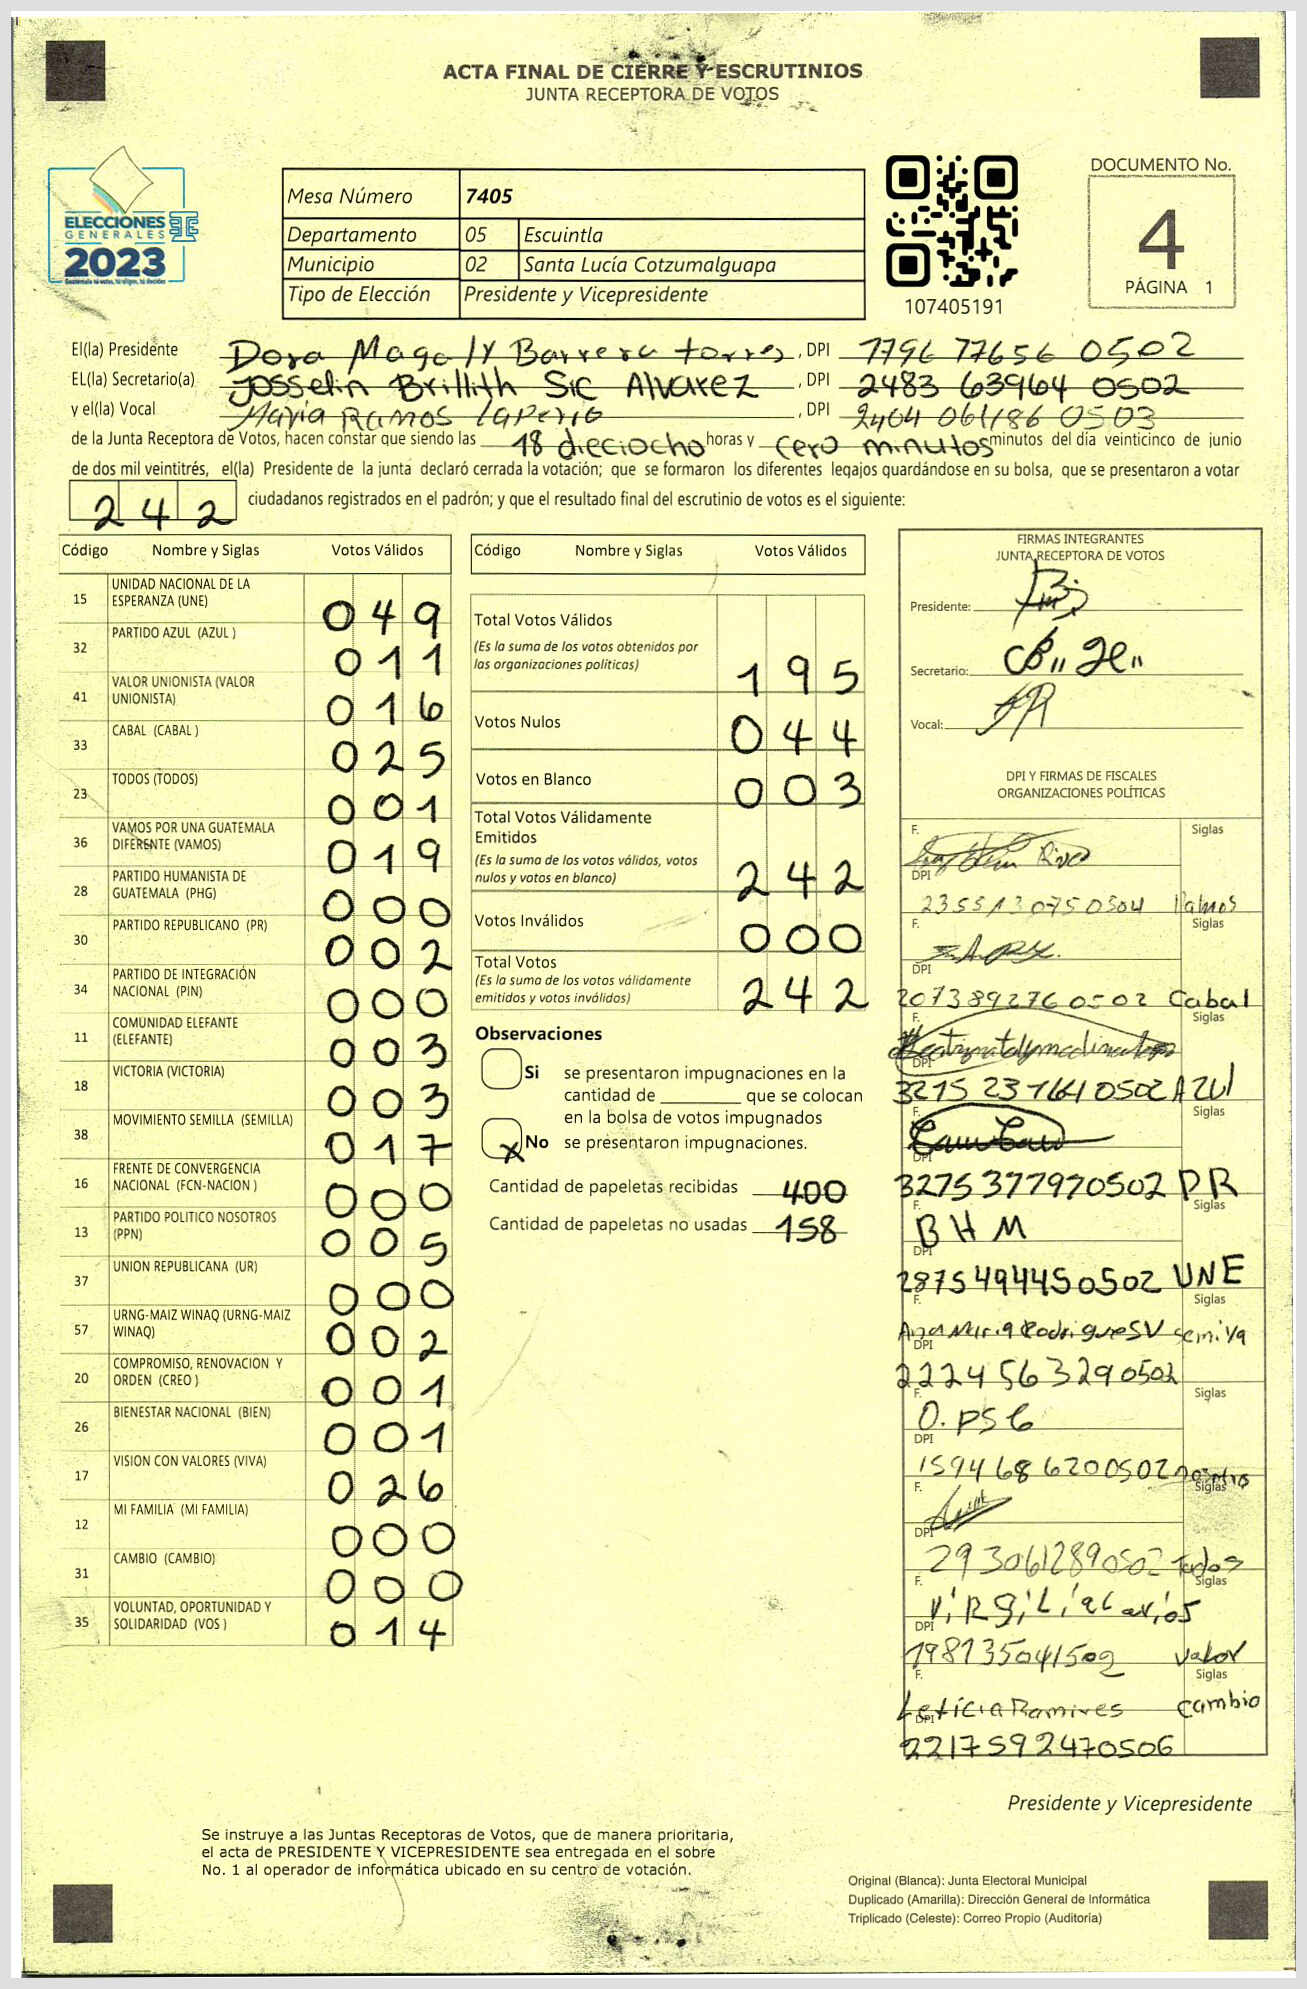 ACTA FINAL DE CIERRE Y ESCRUTINIOS
JUNTA RECEPTORA DE VOTOS
ELECCIONES
GENERALES
2023
Mesa Número 7405
Departamento 05 Escuintla
Municipio 02 Santa Lucía Cotzumalguapa
Tipo de Elección Presidente y Vicepresidente
107405191
DOCUMENTO No.
4
PÁGINA 1
El(la) Presidente Dora Magaly Barrera torres, DPI 7796 77656 0502
EL(la) Secretario(a) Josselin Brillith Sic Alvarez, DPI 2483 63964 0502
y el(la) Vocal Maria Ramos, DPI 2404 0503
de la Junta Receptora de Votos, hacen constar que siendo las 18 dieciocho horas y cero minutos minutos del día veinticinco de junio
de dos mil veintitrés, el(la) Presidente de la junta declaró cerrada la votación; que se formaron los diferentes legajos guardándose en su bolsa, que se presentaron a votar
242 ciudadanos registrados en el padrón; y que el resultado final del escrutinio de votos es el siguiente:
Código Nombre y Siglas Votos Válidos
15 UNIDAD NACIONAL DE LA ESPERANZA (UNE) 049
32 PARTIDO AZUL (AZUL ) 011
41 VALOR UNIONISTA (VALOR UNIONISTA) 016
33 CABAL (CABAL ) 025
23 TODOS (TODOS) 001
36 VAMOS POR UNA GUATEMALA DIFERENTE (VAMOS) 019
28 PARTIDO HUMANISTA DE GUATEMALA (PHG) 000
30 PARTIDO REPUBLICANO (PR) 002
34 PARTIDO DE INTEGRACIÓN NACIONAL (PIN) 000
11 COMUNIDAD ELEFANTE (ELEFANTE) 003
18 VICTORIA (VICTORIA) 003
38 MOVIMIENTO SEMILLA (SEMILLA) 017
16 FRENTE DE CONVERGENCIA NACIONAL (FCN-NACION ) 000
13 PARTIDO POLITICO NOSOTROS (PPN) 005
37 UNION REPUBLICANA (UR) 000
57 URNG-MAIZ WINAQ (URNG-MAIZ WINAQ) 002
20 COMPROMISO, RENOVACION Y ORDEN (CREO ) 001
26 BIENESTAR NACIONAL (BIEN) 001
17 VISION CON VALORES (VIVA) 026
12 MI FAMILIA (MI FAMILIA) 000
31 CAMBIO (CAMBIO) 000
35 VOLUNTAD, OPORTUNIDAD Y SOLIDARIDAD (VOS ) 014
Código Nombre y Siglas Votos Válidos
Total Votos Válidos
(Es la suma de los votos obtenidos por
las organizaciones políticas) 195
Votos Nulos 044
Votos en Blanco 003
Total Votos Válidamente
Emitidos
(Es la suma de los votos válidos, votos
nulos y votos en blanco) 242
Votos Inválidos 000
Total Votos
(Es la suma de los votos válidamente
emitidos y votos inválidos) 242
Observaciones
Si se presentaron impugnaciones en la
cantidad de ________ que se colocan
en la bolsa de votos impugnados
x No se presentaron impugnaciones.
Cantidad de papeletas recibidas 400
Cantidad de papeletas no usadas 158
FIRMAS INTEGRANTES
JUNTA RECEPTORA DE VOTOS
Presidente:
Secretario:
Vocal:
DPI Y FIRMAS DE FISCALES
ORGANIZACIONES POLÍTICAS
F. Siglas
DPI
F. Siglas
DPI
2073892760502 Cabal
F. Siglas
DPI
0502 AZUl
F. Siglas
DPI
3275377970502 PR
F. Siglas
BHM
DPI
2875494450502 UNE
F. Siglas
Ana
DPI
2224563290502
F. Siglas
DPI
1594686200502
F. Siglas
DPI
2930612890502 Todos
F. Siglas
DPI
valor
F. Siglas
Leticia Ramires cambio
DPI
2217592470506
Presidente y Vicepresidente
Se instruye a las Juntas Receptoras de Votos, que de manera prioritaria,
el acta de PRESIDENTE Y VICEPRESIDENTE sea entregada en el sobre
No. 1 al operador de informática ubicado en su centro de votación.
Original (Blanca): Junta Electoral Municipal
Duplicado (Amarilla): Dirección General de Informática
Triplicado (Celeste): Correo Propio (Auditoría)